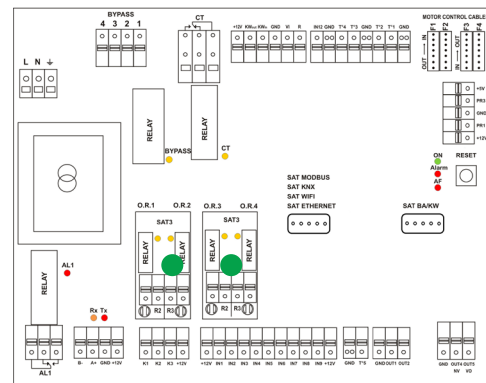 BYPASS
4 3 2 1
CT
+12V KWout KWin GND VI R
IN12 GND T°4 T°3 GND T°2 T°1 GND
MOTOR CONTROL CABLE
F1 F2 F3 F4
OUT IN
IN OUT
L N
+5V
PR3
GND
PR1
+12V
RELAY
BYPASS
RELAY
CT
ON
Alarm
AF
RESET
SAT MODBUS
SAT KNX
SAT WIFI
SAT ETHERNET
SAT BA/KW
O.R.1 O.R.2
SAT3
RELAY RELAY
R2 R3
O.R.3 O.R.4
SAT3
RELAY RELAY
R2 R3
RELAY
AL1
Rx Tx
AL1
B- A+ GND +12V
K1 K2 K3 +12V
+12V IN1 IN2 IN3 IN4 IN5 IN6 IN7 IN8 IN9 +12V
GND T°5
GND OUT1 OUT2
GND OUT4 OUT3
NV VD